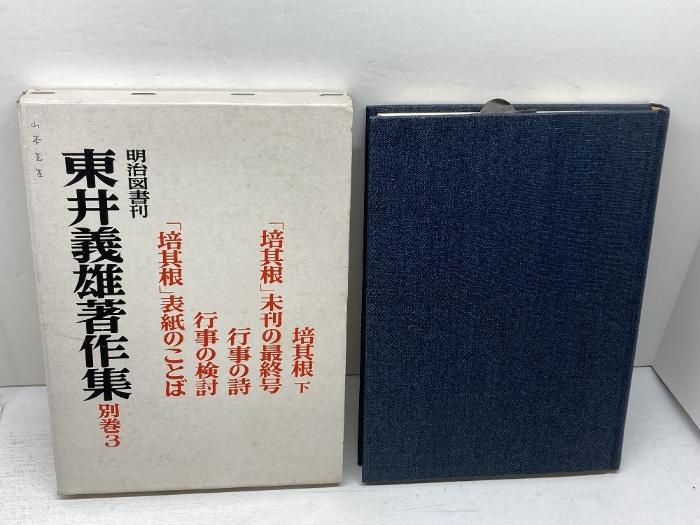 培其根 下
「培其根」未刊の最終号
行事の詩
行事の検討
「培其根」表紙のことば
明治図書刊
東井義雄著作集 別巻3